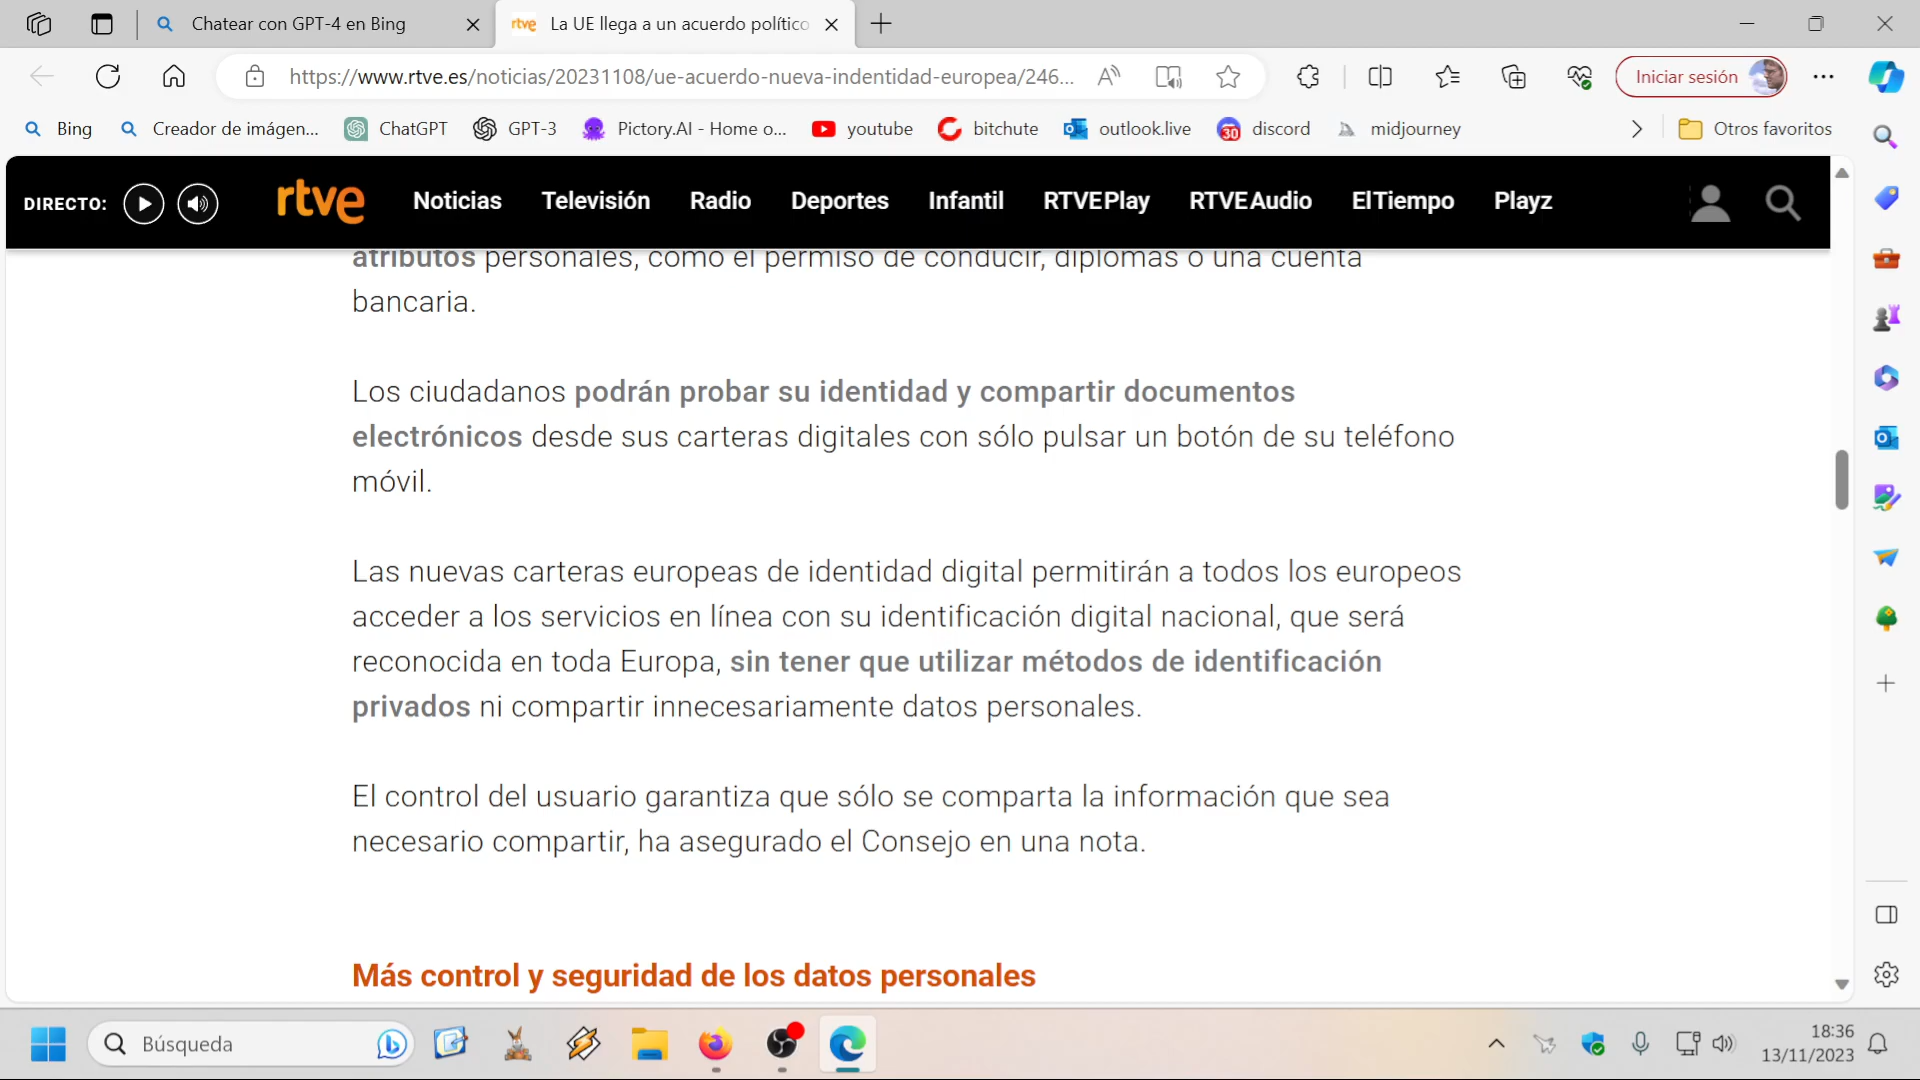 Chatear con GPT-4 en Bing
rtve La UE llega a un acuerdo político
https://www.rtve.es/noticias/20231108/ue-acuerdo-nueva-indentidad-europea/246...
Iniciar sesión
Bing
Creador de imágen...
ChatGPT
GPT-3
Pictory.AI - Home o...
youtube
bitchute
outlook.live
30 discord
midjourney
Otros favoritos
DIRECTO:
rtve
Noticias
Televisión
Radio
Deportes
Infantil
RTVEPlay
RTVEAudio
ElTiempo
Playz
atributos personales, como el permiso de conducir, diplomas o una cuenta
bancaria.
Los ciudadanos podrán probar su identidad y compartir documentos
electrónicos desde sus carteras digitales con sólo pulsar un botón de su teléfono
móvil.
Las nuevas carteras europeas de identidad digital permitirán a todos los europeos
acceder a los servicios en línea con su identificación digital nacional, que será
reconocida en toda Europa, sin tener que utilizar métodos de identificación
privados ni compartir innecesariamente datos personales.
El control del usuario garantiza que sólo se comparta la información que sea
necesario compartir, ha asegurado el Consejo en una nota.
Más control y seguridad de los datos personales
Búsqueda
18:36
13/11/2023